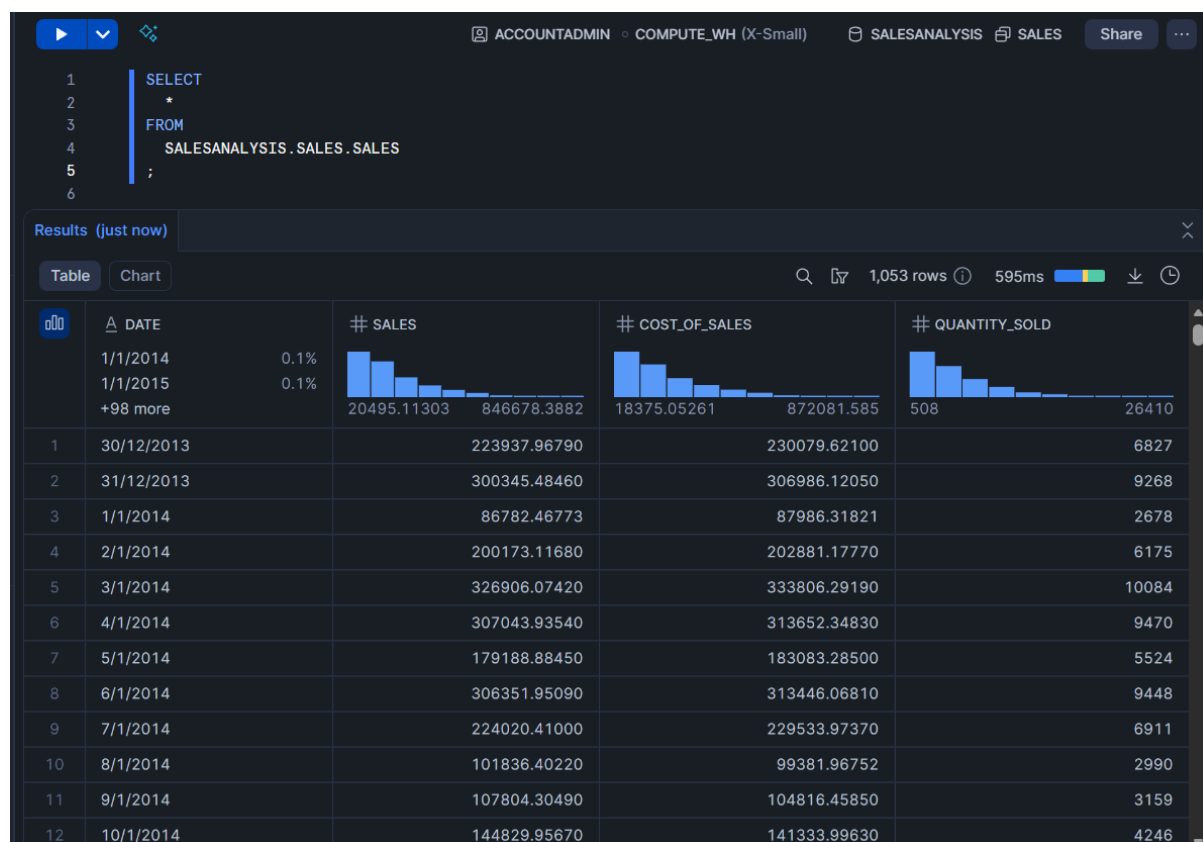 ACCOUNTADMIN COMPUTE_WH (X-Small) SALESANALYSIS SALES Share ...
1 SELECT
2 *
3 FROM
4 SALESANALYSIS.SALES.SALES
5 ;
6
Results (just now)
Table Chart 1,053 rows 595ms
A DATE # SALES # COST_OF_SALES # QUANTITY_SOLD
1/1/2014 0.1%
1/1/2015 0.1%
+98 more 20495.11303 846678.3882 18375.05261 872081.585 508 26410
1 30/12/2013 223937.96790 230079.62100 6827
2 31/12/2013 300345.48460 306986.12050 9268
3 1/1/2014 86782.46773 87986.31821 2678
4 2/1/2014 200173.11680 202881.17770 6175
5 3/1/2014 326906.07420 333806.29190 10084
6 4/1/2014 307043.93540 313652.34830 9470
7 5/1/2014 179188.88450 183083.28500 5524
8 6/1/2014 306351.95090 313446.06810 9448
9 7/1/2014 224020.41000 229533.97370 6911
10 8/1/2014 101836.40220 99381.96752 2990
11 9/1/2014 107804.30490 104816.45850 3159
12 10/1/2014 144829.95670 141333.99630 4246